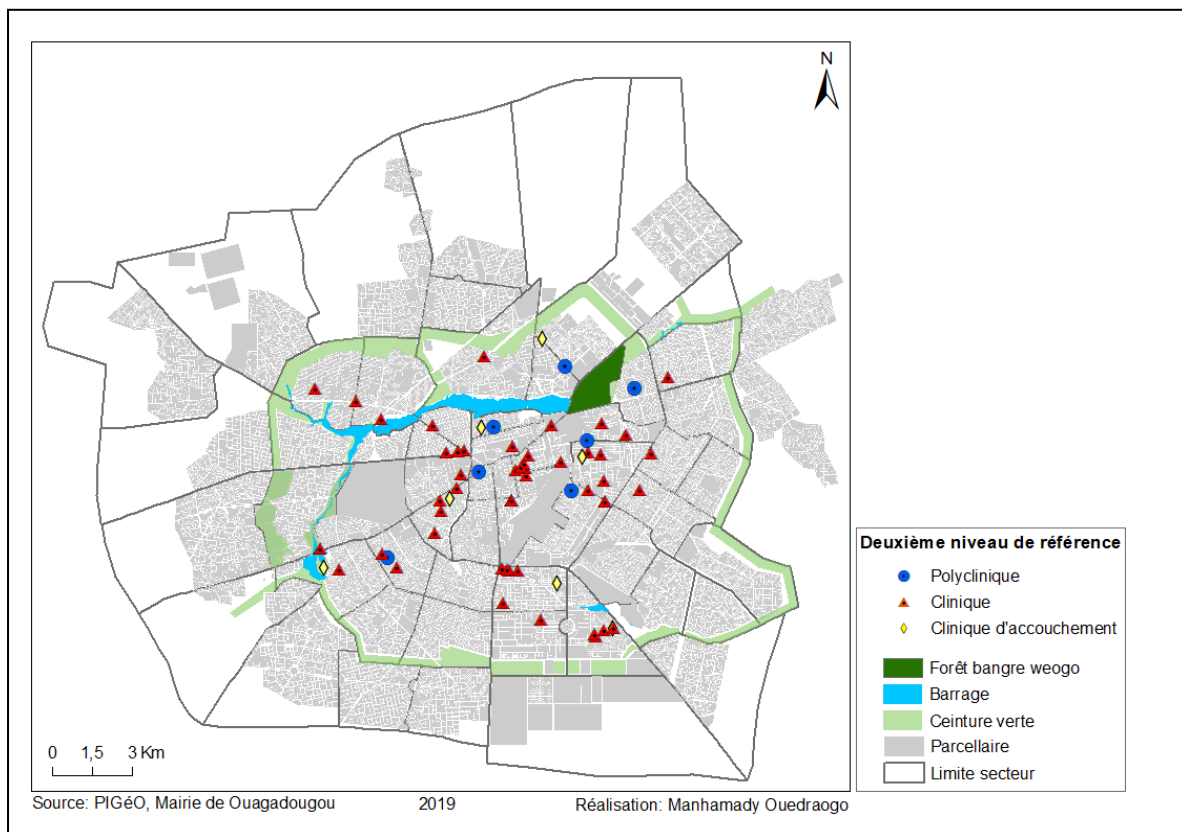 N
0 1,5 3 Km
Source: PIGéO, Mairie de Ouagadougou 2019 Réalisation: Manhamady Ouedraogo
Deuxième niveau de référence
Polyclinique
Clinique
Clinique d'accouchement
Forêt bangre weogo
Barrage
Ceinture verte
Parcellaire
Limite secteur